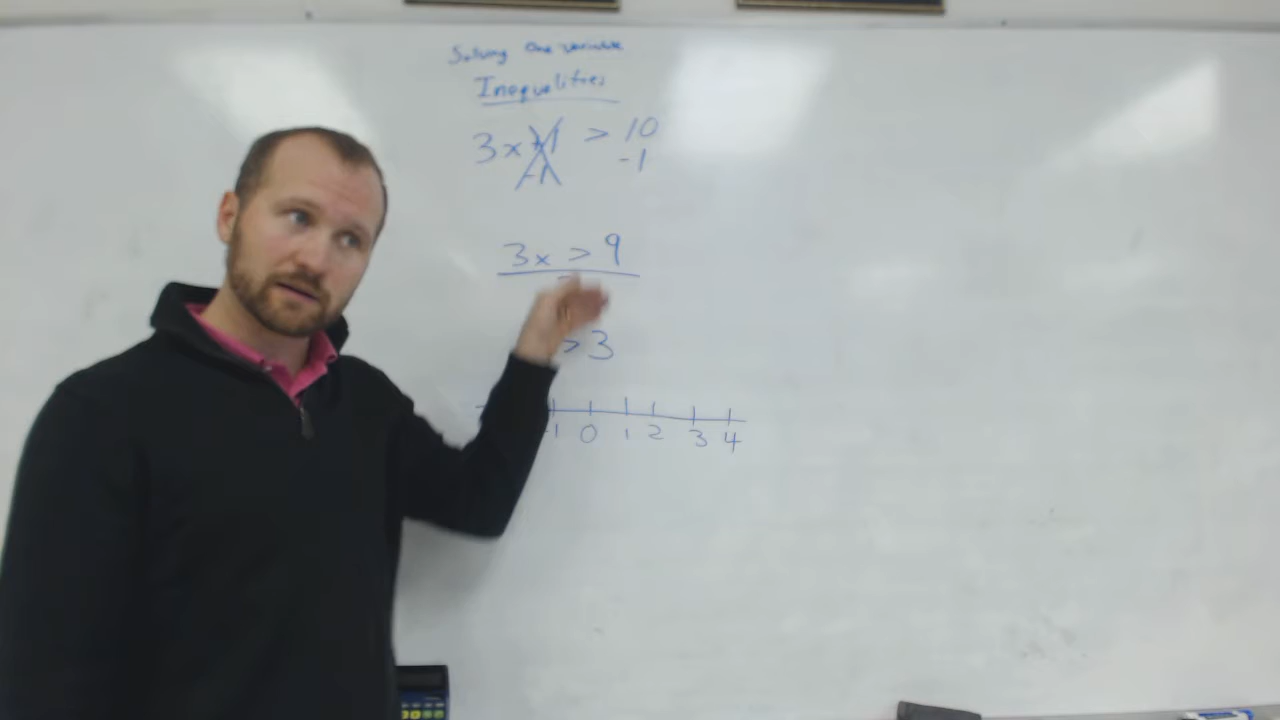 Solving One variable
Inequalities
3x +1 > 10
-1 -1
3x > 9
> 3
-1 0 1 2 3 4